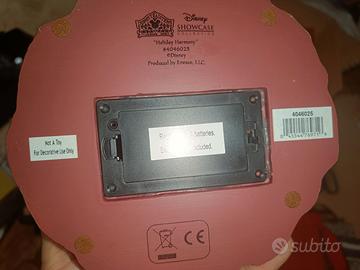 Disney
SHOWCASE
COLLECTION
"Holiday Harmony"
#4046025
©Disney
Produced by Enesco, LLC.
Not A Toy
For Decorative Use Only
batteries.
included.
4046025
CE
subito